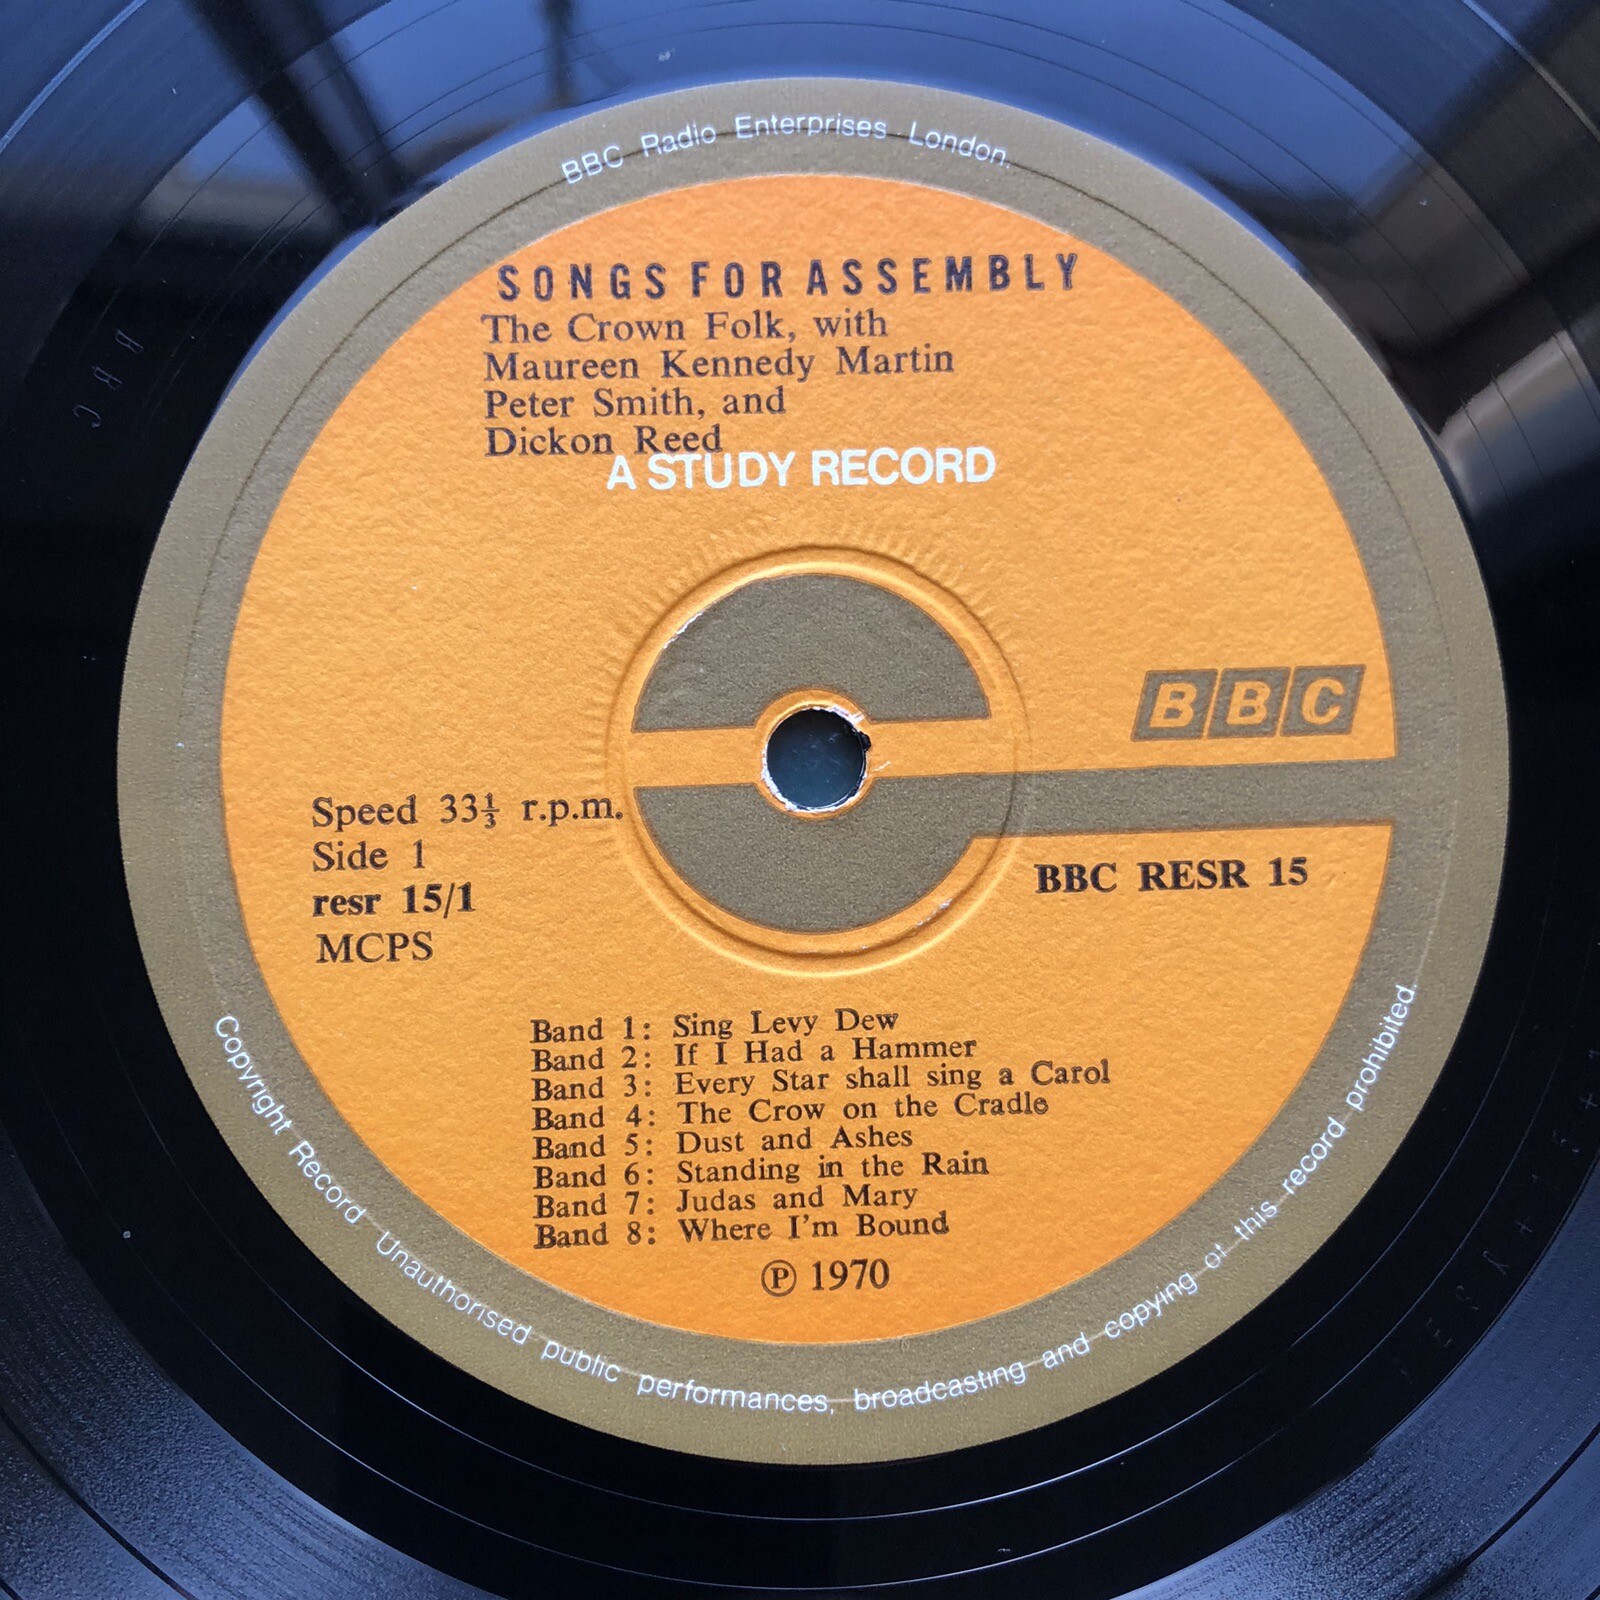 BBC Radio Enterprises London.
SONGS FOR ASSEMBLY
The Crown Folk, with
Maureen Kennedy Martin
Peter Smith, and
Dickon Reed
A STUDY RECORD
BBC
Speed 33⅓ r.p.m.
Side 1
resr 15/1
MCPS
BBC RESR 15
Band 1: Sing Levy Dew
Band 2: If I Had a Hammer
Band 3: Every Star shall sing a Carol
Band 4: The Crow on the Cradle
Band 5: Dust and Ashes
Band 6: Standing in the Rain
Band 7: Judas and Mary
Band 8: Where I'm Bound
℗ 1970
Copyright Record Unauthorised public performances, broadcasting and copying of this record prohibited.
BBC